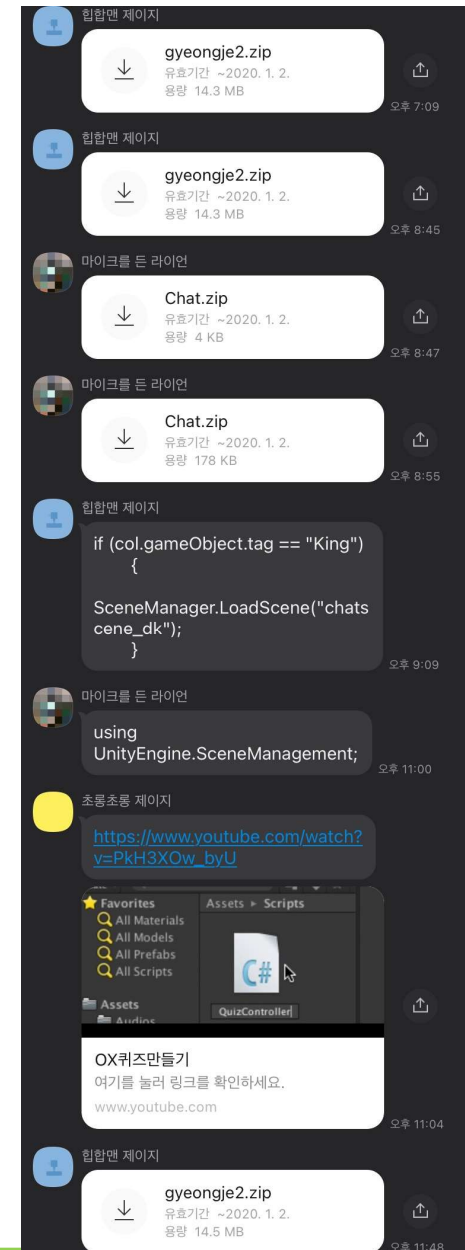 힙합맨 제이지
gyeongje2.zip
유효기간 ~2020. 1. 2.
용량 14.3 MB
오후 7:09
힙합맨 제이지
gyeongje2.zip
유효기간 ~2020. 1. 2.
용량 14.3 MB
오후 8:45
마이크를 든 라이언
Chat.zip
유효기간 ~2020. 1. 2.
용량 4 KB
오후 8:47
마이크를 든 라이언
Chat.zip
유효기간 ~2020. 1. 2.
용량 178 KB
오후 8:55
힙합맨 제이지
if (col.gameObject.tag == "King")
{
SceneManager.LoadScene("chats
cene_dk");
}
오후 9:09
마이크를 든 라이언
using
UnityEngine.SceneManagement;
오후 11:00
초롱초롱 제이지
https://www.youtube.com/watch?
v=PkH3XOw_byU
Favorites
All Materials
All Models
All Prefabs
All Scripts
Assets
Audios
Assets ▸ Scripts
C#
QuizController
OX퀴즈만들기
여기를 눌러 링크를 확인하세요.
www.youtube.com
오후 11:04
힙합맨 제이지
gyeongje2.zip
유효기간 ~2020. 1. 2.
용량 14.5 MB
오후 11:48